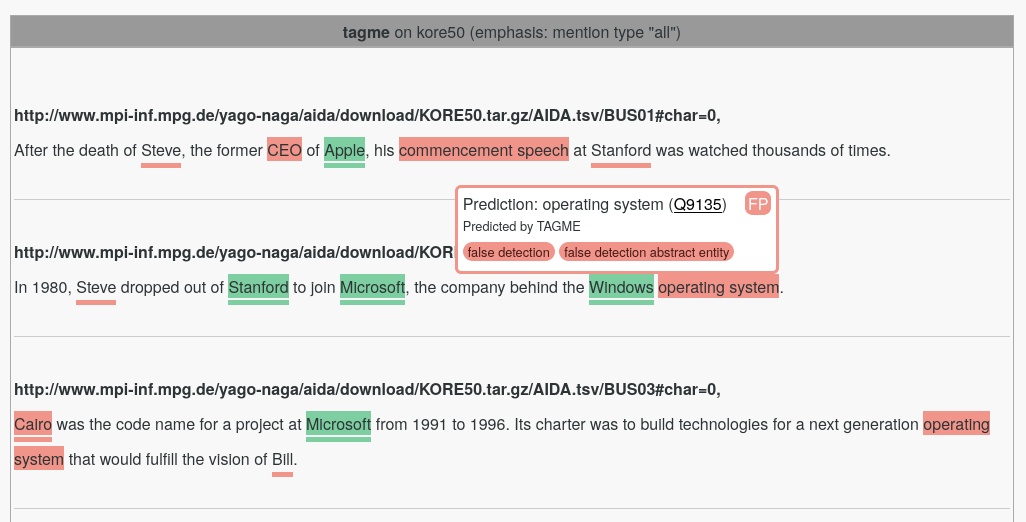 tagme on kore50 (emphasis: mention type "all")
http://www.mpi-inf.mpg.de/yago-naga/aida/download/KORE50.tar.gz/AIDA.tsv/BUS01#char=0,
After the death of Steve, the former CEO of Apple, his commencement speech at Stanford was watched thousands of times.
Prediction: operating system (Q9135) FP
Predicted by TAGME
false detection false detection abstract entity
http://www.mpi-inf.mpg.de/yago-naga/aida/download/KOR
In 1980, Steve dropped out of Stanford to join Microsoft, the company behind the Windows operating system.
http://www.mpi-inf.mpg.de/yago-naga/aida/download/KORE50.tar.gz/AIDA.tsv/BUS03#char=0,
Cairo was the code name for a project at Microsoft from 1991 to 1996. Its charter was to build technologies for a next generation operating
system that would fulfill the vision of Bill.